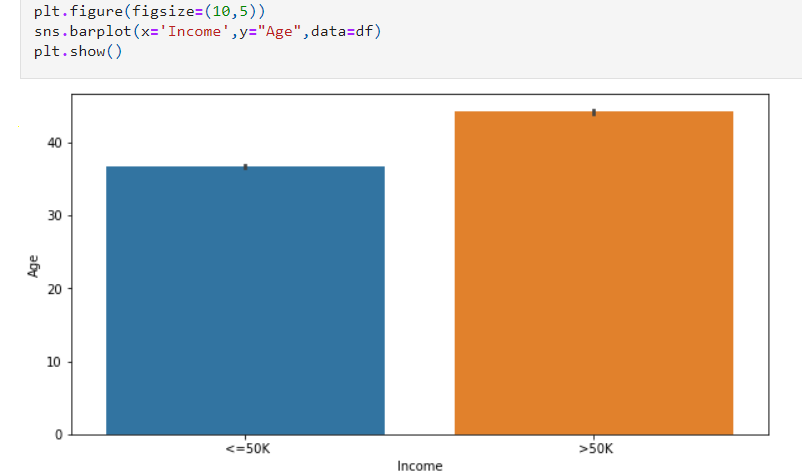 plt.figure(figsize=(10,5))
sns.barplot(x='Income',y="Age",data=df)
plt.show()
40
30
20
10
0
Age
<=50K
>50K
Income